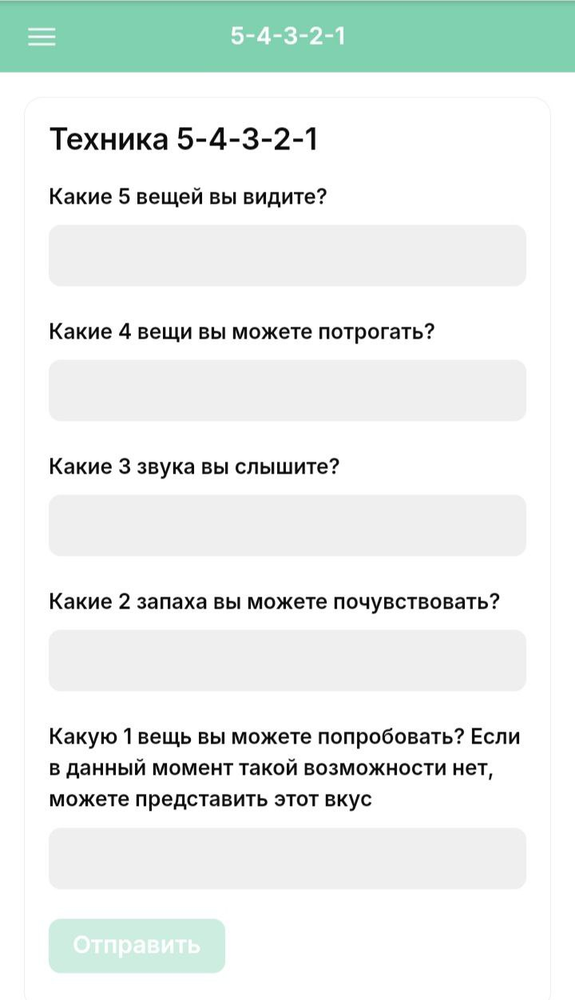 5-4-3-2-1
Техника 5-4-3-2-1
Какие 5 вещей вы видите?
Какие 4 вещи вы можете потрогать?
Какие 3 звука вы слышите?
Какие 2 запаха вы можете почувствовать?
Какую 1 вещь вы можете попробовать? Если
в данный момент такой возможности нет,
можете представить этот вкус
Отправить